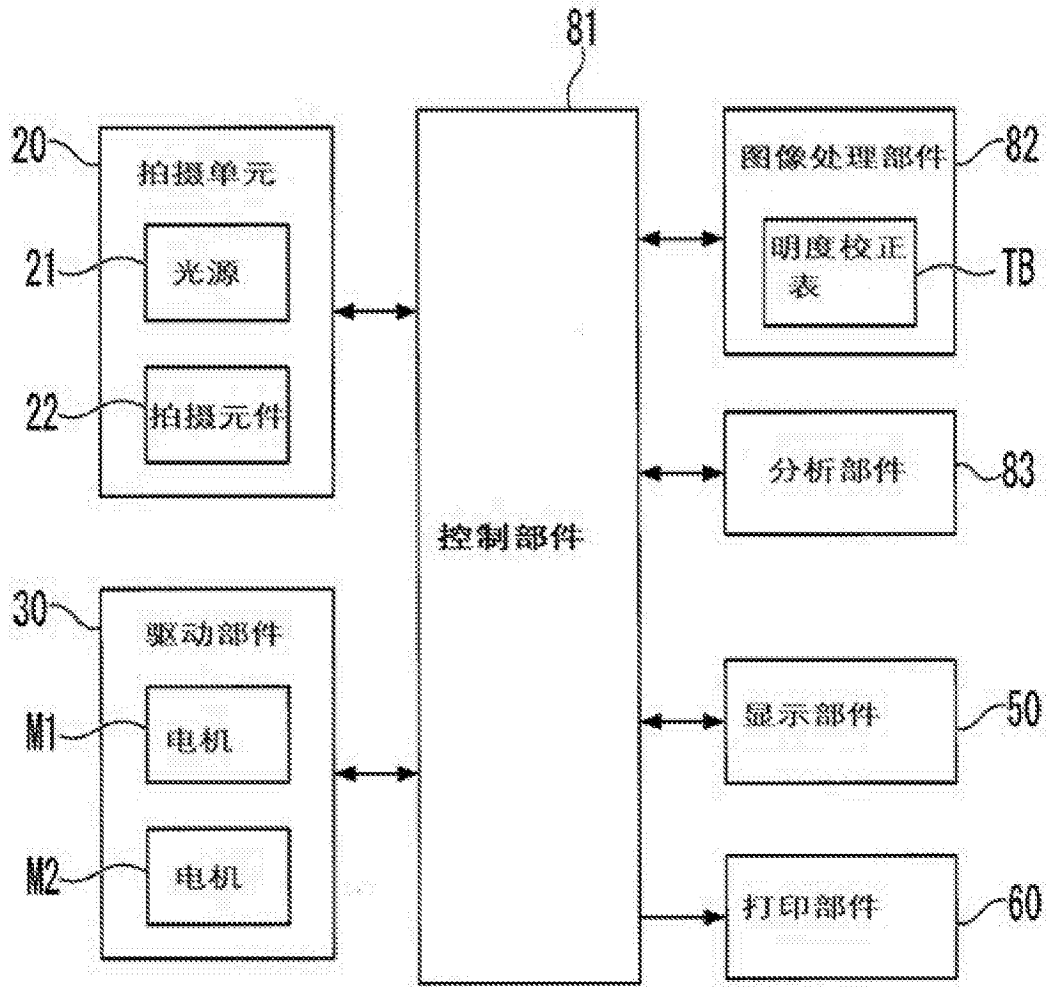 81
20
拍摄单元
21
光源
22
拍摄元件
30
驱动部件
M1
电机
M2
电机
控制部件
图像处理部件
82
明度校正
表
TB
分析部件
83
显示部件
50
打印部件
60